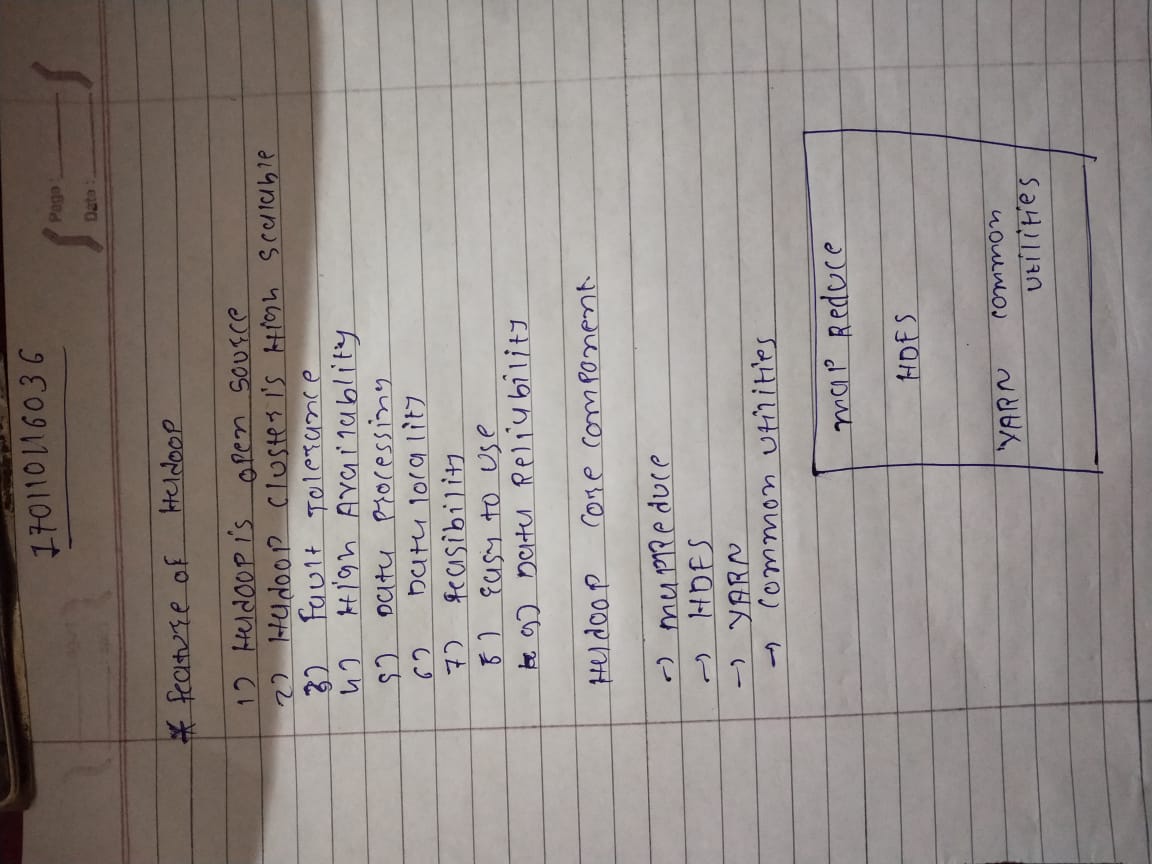 170110116036
Page:
Date:
* feature of Hadoop
1) Hadoop is open source
2) Hadoop cluster is High scalable
3) Fault Tolerance
4) High Availability
5) Data Processing
6) Data locality
7) feasibility
8) easy to use
9) Data Reliability
Hadoop core component
→ mapreduce
→ HDFS
→ YARN
→ common utilities
map Reduce
HDFS
YARN common
utilities